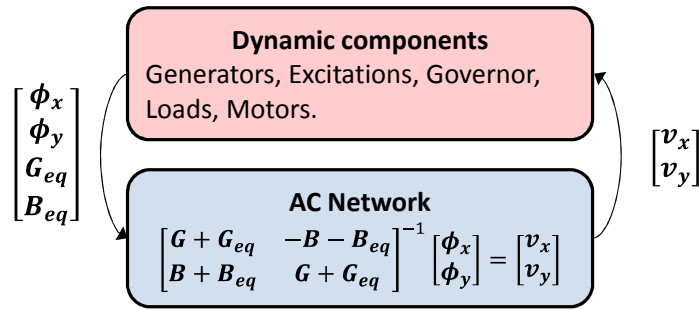 Dynamic components
Generators, Excitations, Governor,
Loads, Motors.
[ϕ_x
ϕ_y
G_eq
B_eq]
[v_x
v_y]
AC Network
[G + G_eq −B − B_eq
B + B_eq G + G_eq]^−1 [ϕ_x
ϕ_y] = [v_x
v_y]